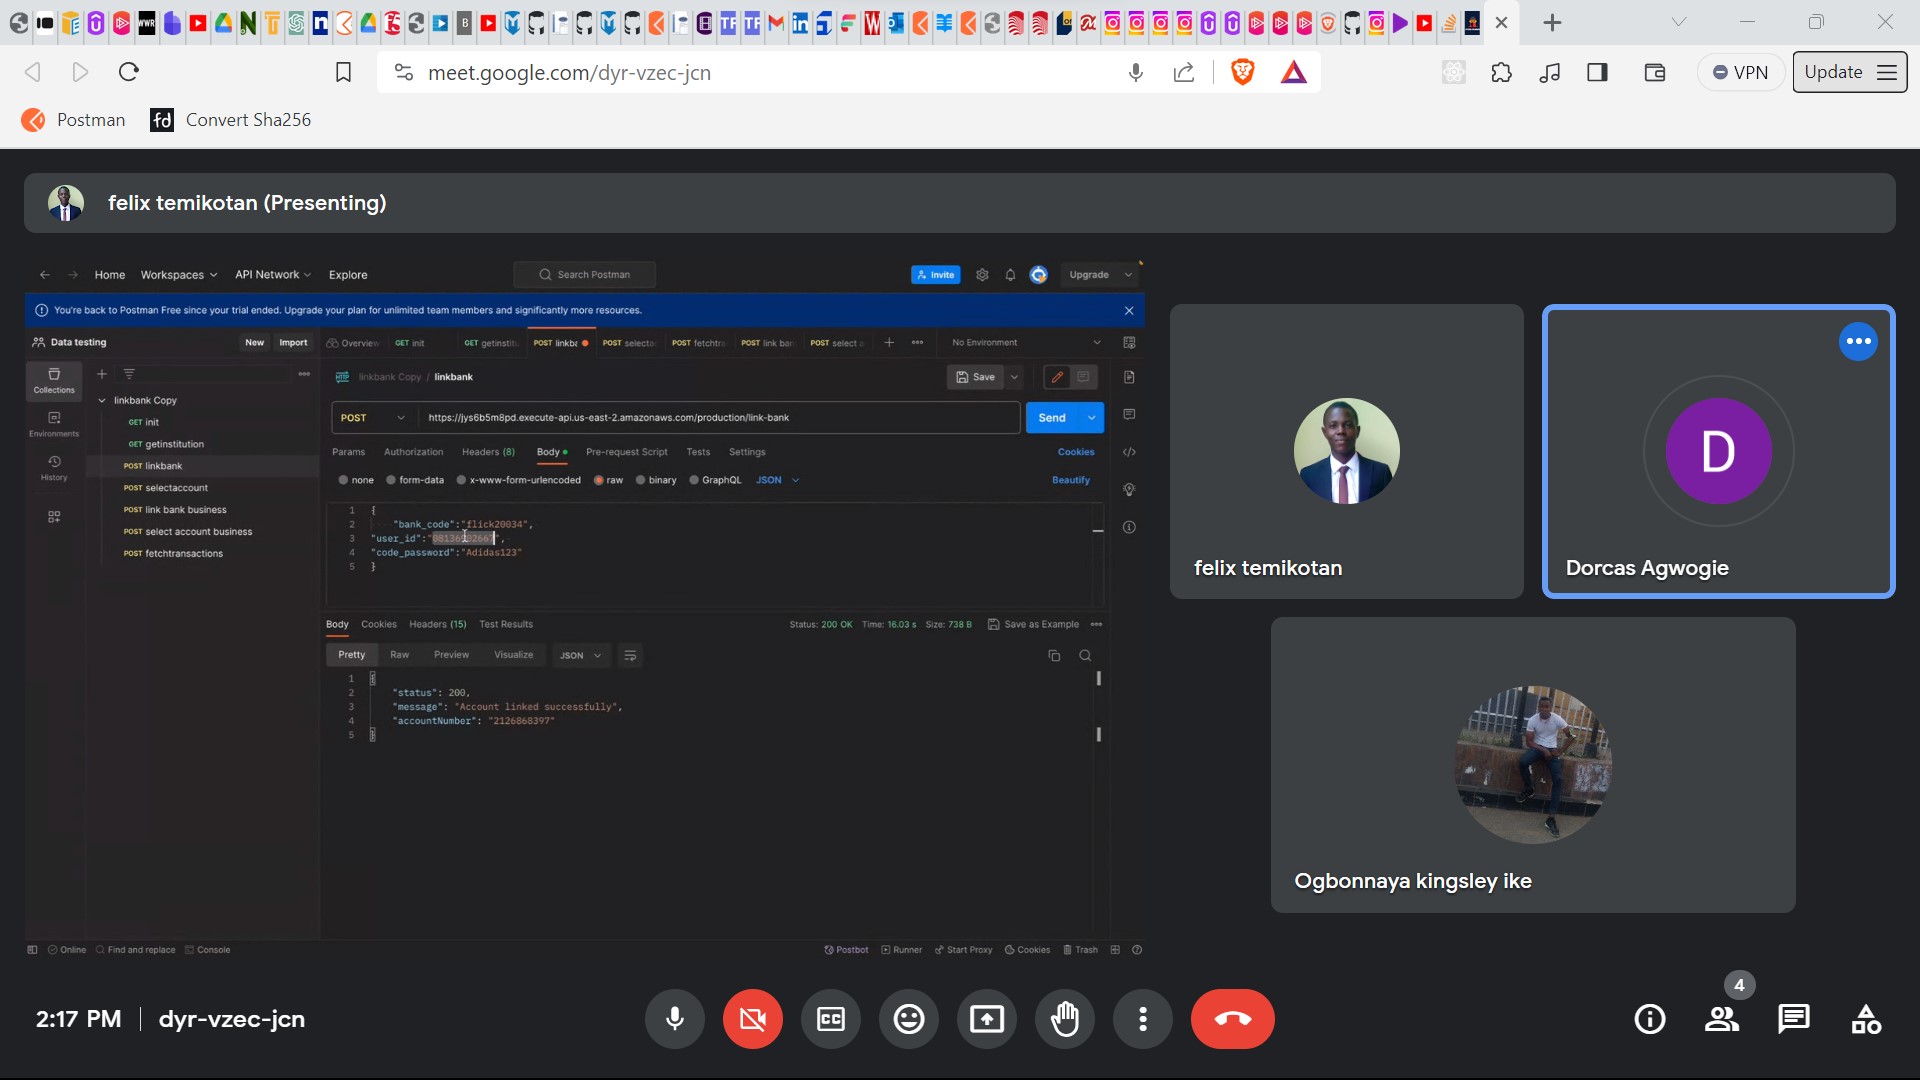 meet.google.com/dyr-vzec-jcn
VPN
Update
Postman
Convert Sha256
felix temikotan (Presenting)
Home Workspaces API Network Explore
Search Postman
Invite
Upgrade
You're back to Postman Free since your trial ended. Upgrade your plan for unlimited team members and significantly more resources.
Data testing
New Import
Overview GET init GET getinstitu POST linkba POST selecta POST fetchtra POST link ban POST select a
No Environment
Collections
Environments
History
linkbank Copy
GET init
GET getinstitution
POST linkbank
POST selectaccount
POST link bank business
POST select account business
POST fetchtransactions
HTTP linkbank Copy / linkbank
Save
POST https://jys6b5m8pd.execute-api.us-east-2.amazonaws.com/production/link-bank
Send
Params Authorization Headers (8) Body Pre-request Script Tests Settings Cookies
none form-data x-www-form-urlencoded raw binary GraphQL JSON Beautify
1 {
2 "bank_code":"flick20034",
3 "user_id":
4 "code_password":"Adidas123"
5 }
Body Cookies Headers (15) Test Results
Status: 200 OK Time: 16.03 s Size: 738 B Save as Example
Pretty Raw Preview Visualize JSON
1 {
2 "status": 200,
3 "message": "Account linked successfully",
4 "accountNumber": "2126868397"
5 }
Online Find and replace Console
Postbot Runner Start Proxy Cookies Trash
felix temikotan
D
Dorcas Agwogie
Ogbonnaya kingsley ike
2:17 PM | dyr-vzec-jcn
CC
4